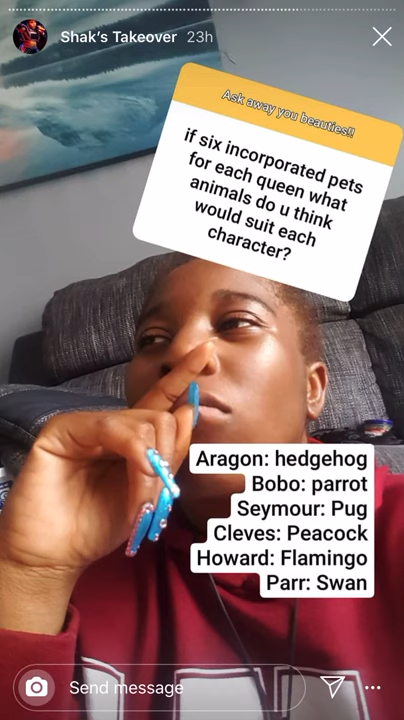 Shak's Takeover 23h
Ask away you beauties!!
if six incorporated pets
for each queen what
animals do u think
would suit each
character?
Aragon: hedgehog
Bobo: parrot
Seymour: Pug
Cleves: Peacock
Howard: Flamingo
Parr: Swan
Send message